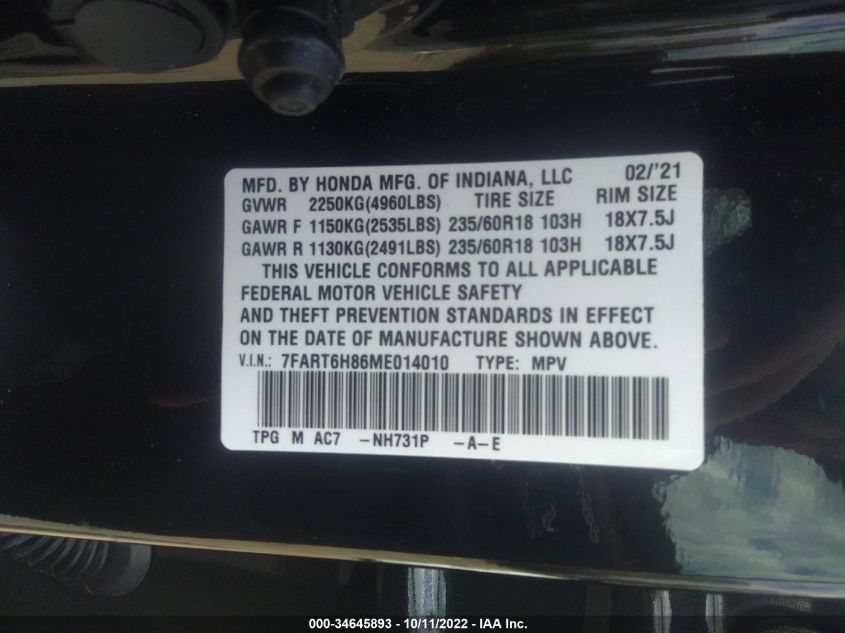 MFD. BY HONDA MFG. OF INDIANA, LLC 02/'21
GVWR 2250KG(4960LBS) TIRE SIZE RIM SIZE
GAWR F 1150KG(2535LBS) 235/60R18 103H 18X7.5J
GAWR R 1130KG(2491LBS) 235/60R18 103H 18X7.5J
THIS VEHICLE CONFORMS TO ALL APPLICABLE
FEDERAL MOTOR VEHICLE SAFETY
AND THEFT PREVENTION STANDARDS IN EFFECT
ON THE DATE OF MANUFACTURE SHOWN ABOVE.
V.I.N.: 7FART6H86ME014010 TYPE: MPV
TPG M AC7 -NH731P -A-E
000-34645893 - 10/11/2022 - IAA Inc.